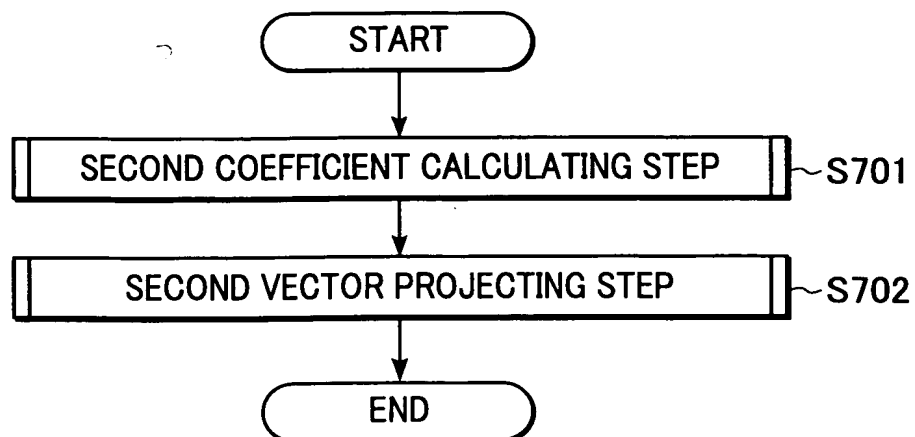 START
SECOND COEFFICIENT CALCULATING STEP
S701
SECOND VECTOR PROJECTING STEP
S702
END